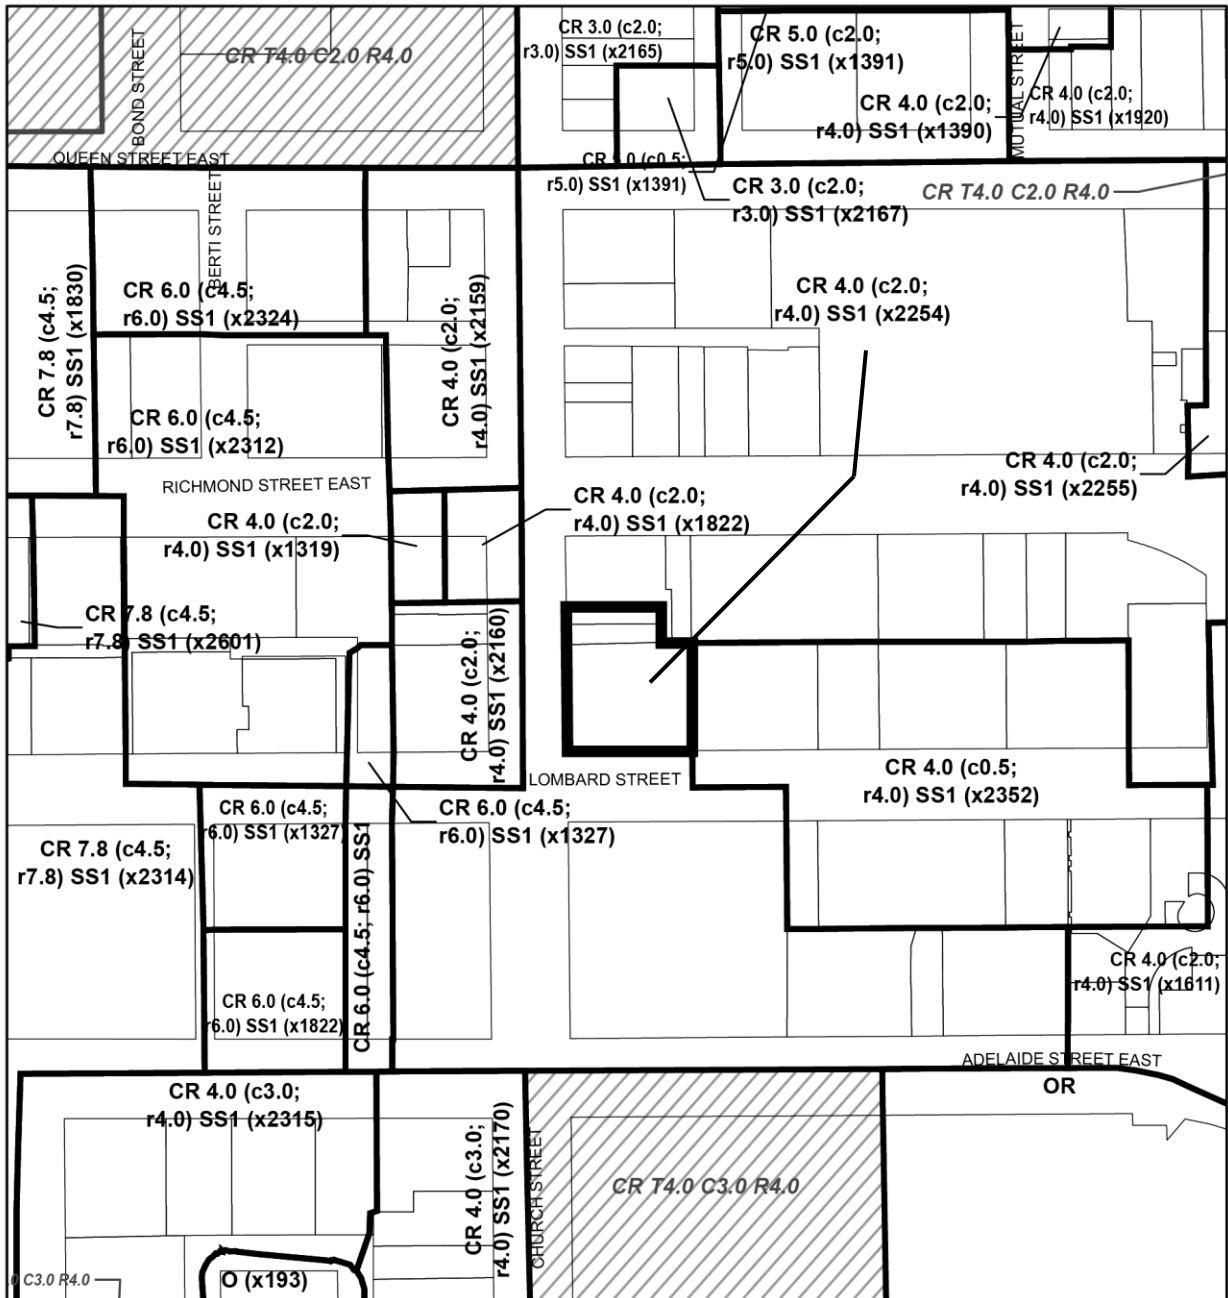 CR T4.0 C2.0 R4.0
BOND STREET
QUEEN STREET EAST
CR 3.0 (c2.0;
r3.0) SS1 (x2165)
CR 5.0 (c2.0;
r5.0) SS1 (x1391)
CR 4.0 (c2.0;
r4.0) SS1 (x1390)
MUTUAL STREET
CR 4.0 (c2.0;
r4.0) SS1 (x1920)
(c0.5;
r5.0) SS1 (x1391)
CR 3.0 (c2.0;
r3.0) SS1 (x2167)
CR T4.0 C2.0 R4.0
BERTI STREET
CR 7.8 (c4.5;
r7.8) SS1 (x1830)
CR 6.0 (c4.5;
r6.0) SS1 (x2324)
CR 4.0 (c2.0;
r4.0) SS1 (x2159)
CR 4.0 (c2.0;
r4.0) SS1 (x2254)
CR 6.0 (c4.5;
r6.0) SS1 (x2312)
CR 4.0 (c2.0;
r4.0) SS1 (x2255)
RICHMOND STREET EAST
CR 4.0 (c2.0;
r4.0) SS1 (x1319)
CR 4.0 (c2.0;
r4.0) SS1 (x1822)
CR 7.8 (c4.5;
r7.8) SS1 (x2601)
CR 4.0 (c2.0;
r4.0) SS1 (x2160)
LOMBARD STREET
CR 4.0 (c0.5;
r4.0) SS1 (x2352)
CR 6.0 (c4.5;
r6.0) SS1 (x1327)
CR 6.0 (c4.5;
r6.0) SS1 (x1327)
CR 7.8 (c4.5;
r7.8) SS1 (x2314)
CR 6.0 (c4.5; r6.0) SS1
CR 6.0 (c4.5;
r6.0) SS1 (x1822)
CR 4.0 (c2.0;
r4.0) SS1 (x1611)
ADELAIDE STREET EAST
OR
CR 4.0 (c3.0;
r4.0) SS1 (x2315)
CR 4.0 (c3.0;
r4.0) SS1 (x2170)
CHURCH STREET
CR T4.0 C3.0 R4.0
C3.0 R4.0
O (x193)